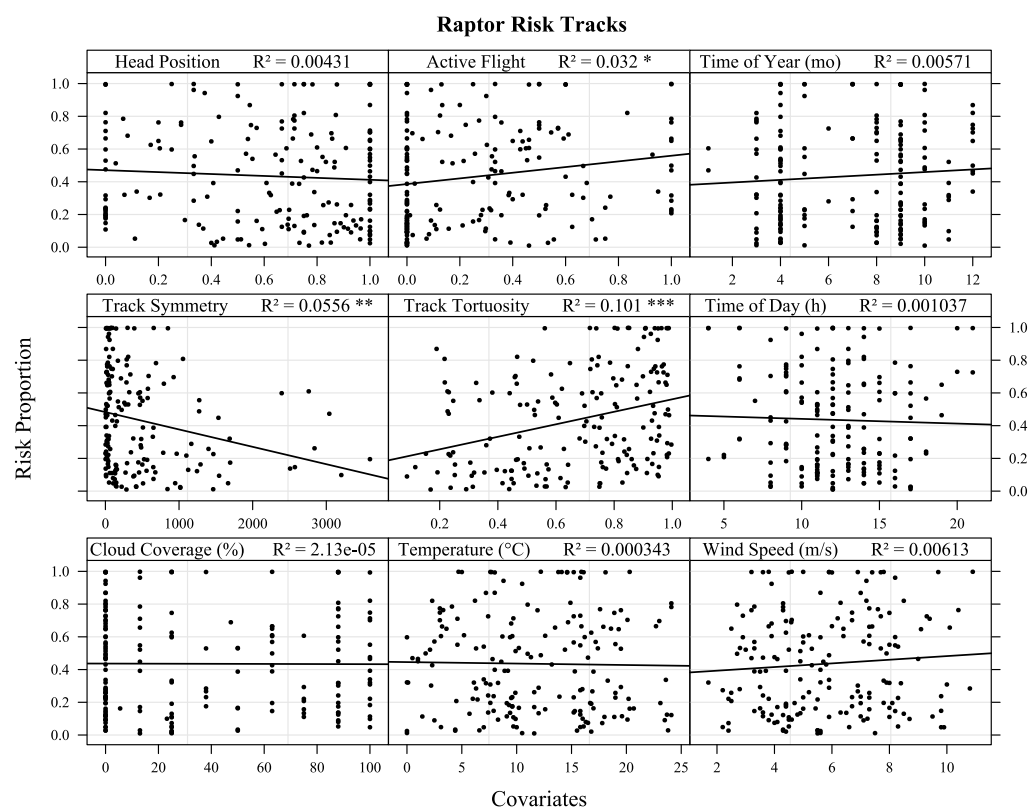 Raptor Risk Tracks
Head Position R² = 0.00431
Active Flight R² = 0.032 *
Time of Year (mo) R² = 0.00571
1.0
0.8
0.6
0.4
0.2
0.0
0.0 0.2 0.4 0.6 0.8 1.0
0.0 0.2 0.4 0.6 0.8 1.0
2 4 6 8 10 12
Track Symmetry R² = 0.0556 **
Track Tortuosity R² = 0.101 ***
Time of Day (h) R² = 0.001037
1.0
0.8
0.6
0.4
0.2
0.0
Risk Proportion
0 1000 2000 3000
0.2 0.4 0.6 0.8 1.0
5 10 15 20
Cloud Coverage (%) R² = 2.13e-05
Temperature (°C) R² = 0.000343
Wind Speed (m/s) R² = 0.00613
1.0
0.8
0.6
0.4
0.2
0.0
0 20 40 60 80 100
0 5 10 15 20 25
2 4 6 8 10
Covariates